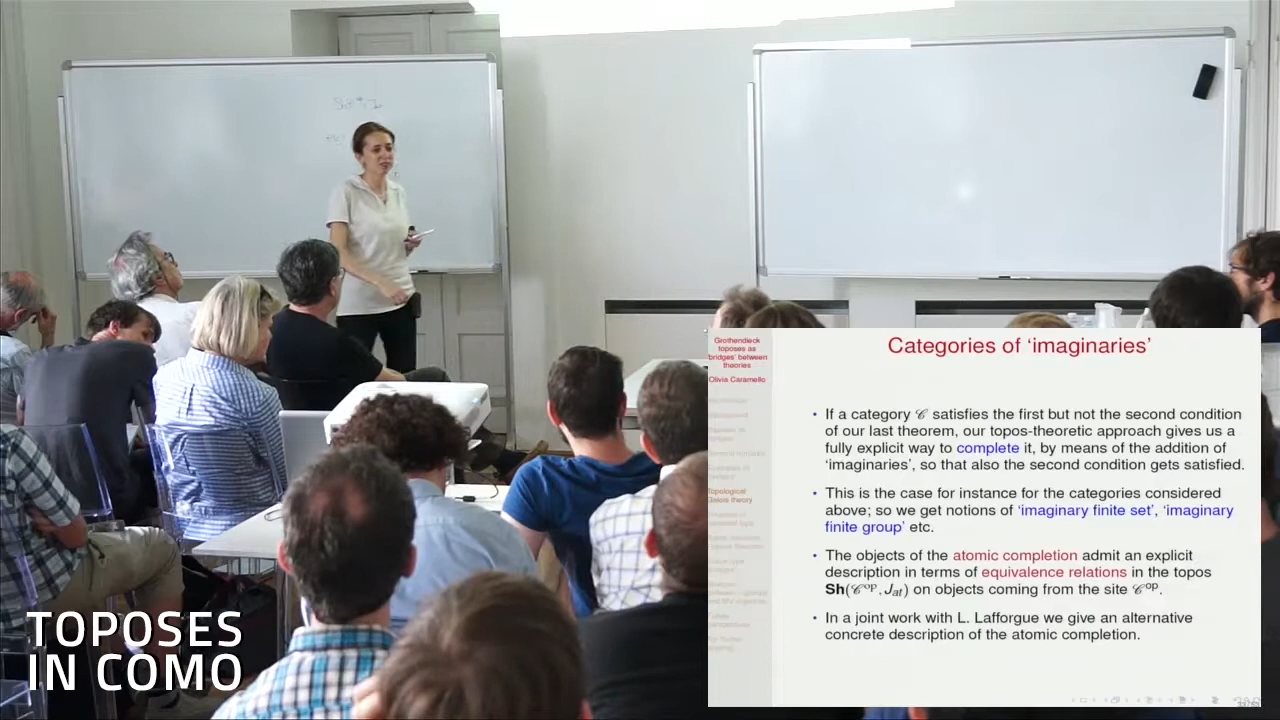 Grothendieck
toposes as
'bridges' between
theories
Olivia Caramello
Topological
Galois theory
Categories of ‘imaginaries’
• If a category 𝒞 satisfies the first but not the second condition
of our last theorem, our topos-theoretic approach gives us a
fully explicit way to complete it, by means of the addition of
‘imaginaries’, so that also the second condition gets satisfied.
• This is the case for instance for the categories considered
above; so we get notions of ‘imaginary finite set’, ‘imaginary
finite group’ etc.
• The objects of the atomic completion admit an explicit
description in terms of equivalence relations in the topos
Sh(𝒞ᵒᵖ, J_at) on objects coming from the site 𝒞ᵒᵖ.
• In a joint work with L. Lafforgue we give an alternative
concrete description of the atomic completion.
TOPOSES
IN COMO